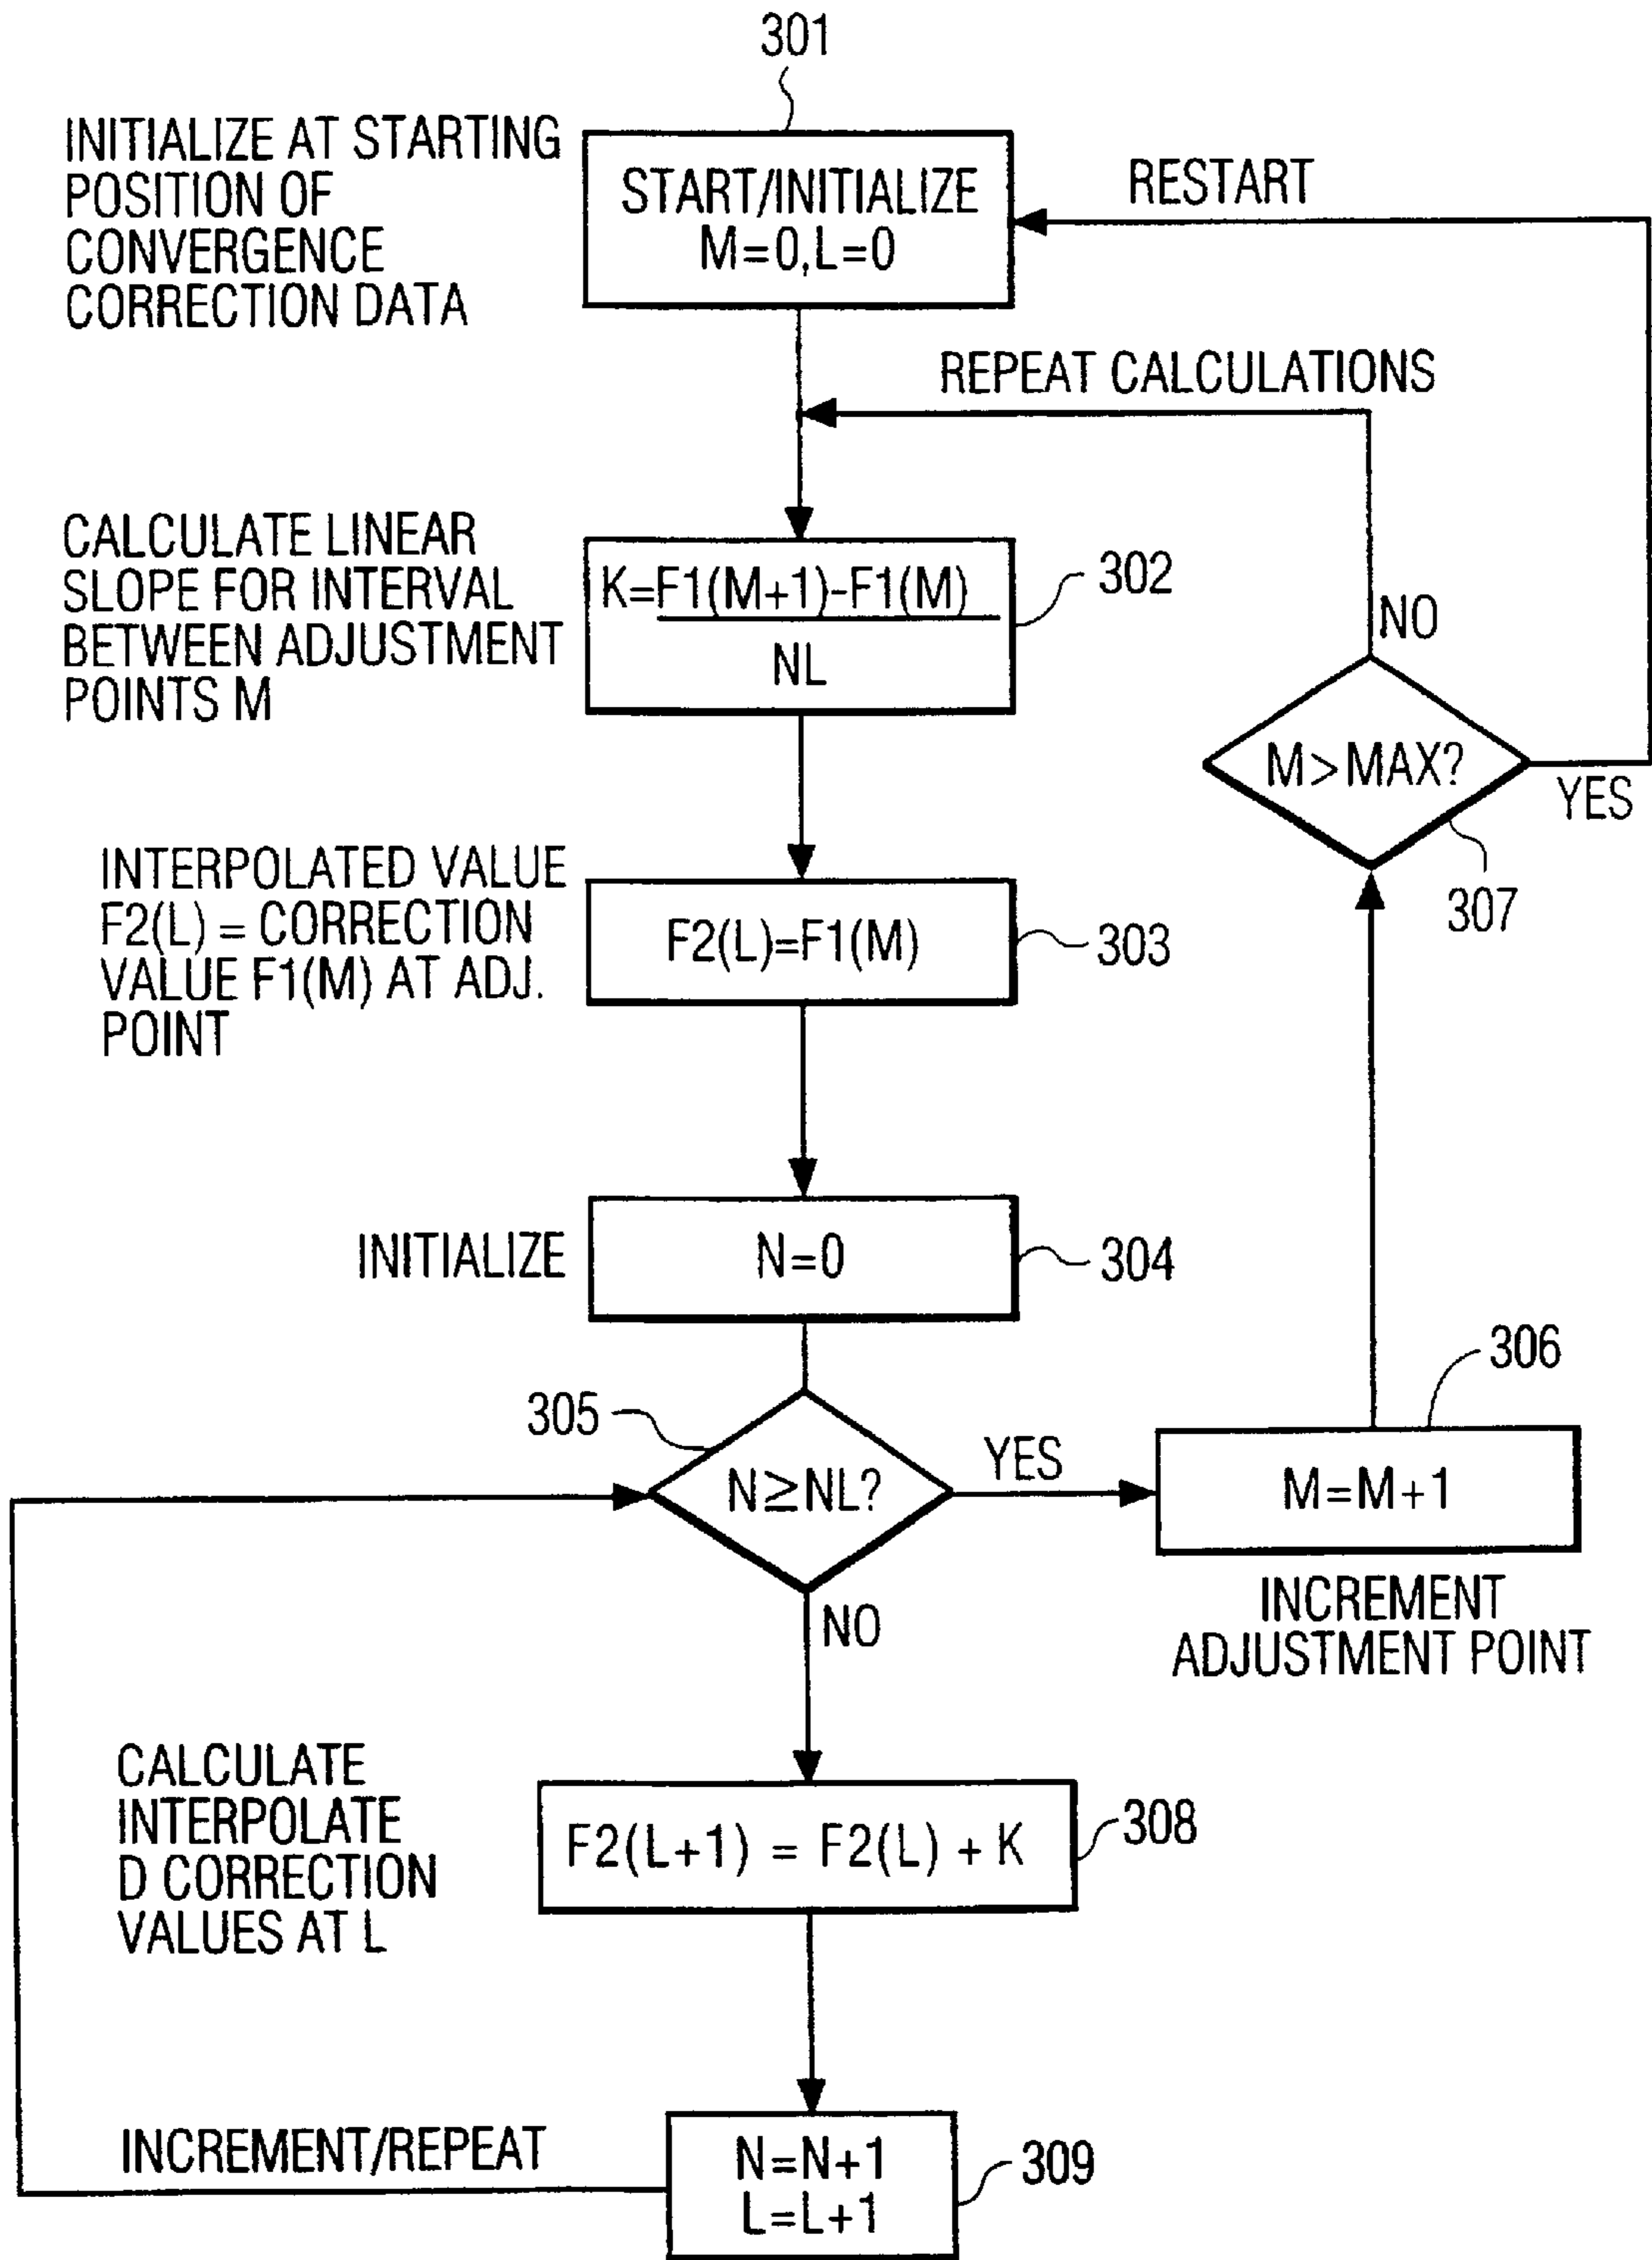 301
INITIALIZE AT STARTING
POSITION OF
CONVERGENCE
CORRECTION DATA
START/INITIALIZE
M=0,L=0
RESTART
REPEAT CALCULATIONS
CALCULATE LINEAR
SLOPE FOR INTERVAL
BETWEEN ADJUSTMENT
POINTS M
K=F1(M+1)-F1(M)
NL
302
NO
M>MAX?
YES
307
INTERPOLATED VALUE
F2(L) = CORRECTION
VALUE F1(M) AT ADJ.
POINT
F2(L)=F1(M)
303
INITIALIZE
N=0
304
305
N≧NL?
YES
306
M=M+1
INCREMENT
ADJUSTMENT POINT
NO
CALCULATE
INTERPOLATE
D CORRECTION
VALUES AT L
F2(L+1) = F2(L) + K
308
INCREMENT/REPEAT
N=N+1
L=L+1
309